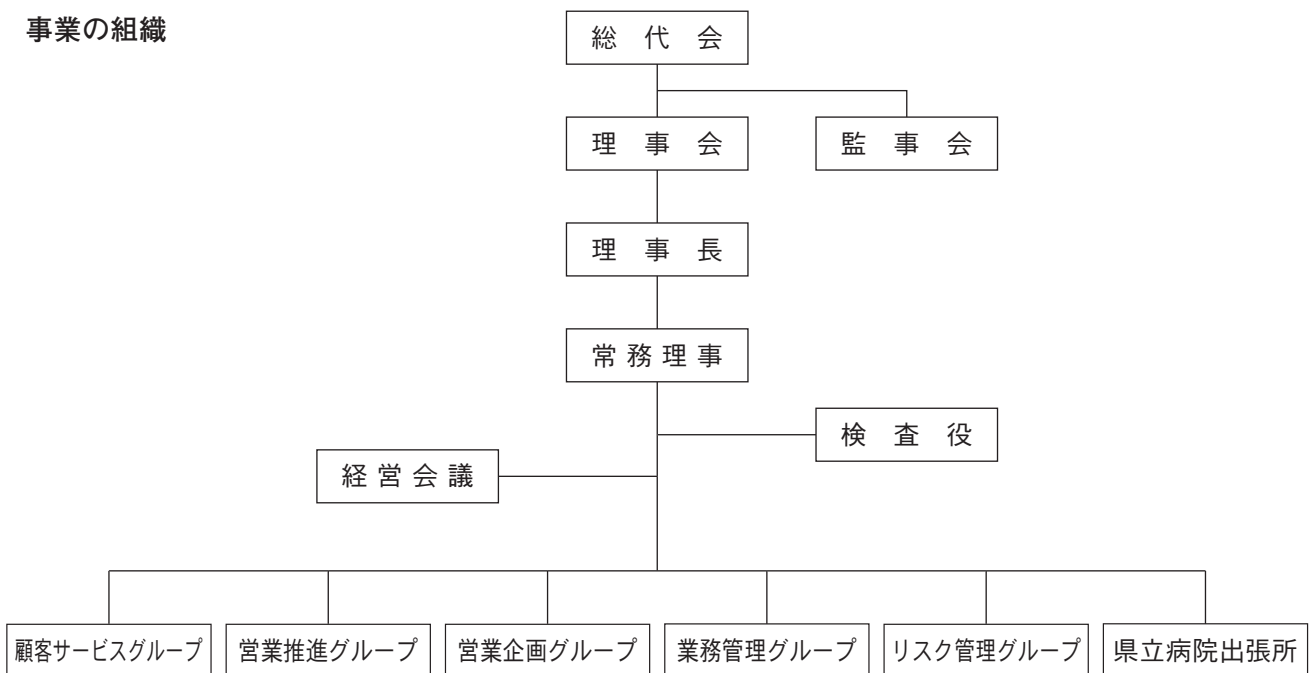 事業の組織
総代会
理事会
監事会
理事長
常務理事
検査役
経営会議
顧客サービスグループ
営業推進グループ
営業企画グループ
業務管理グループ
リスク管理グループ
県立病院出張所